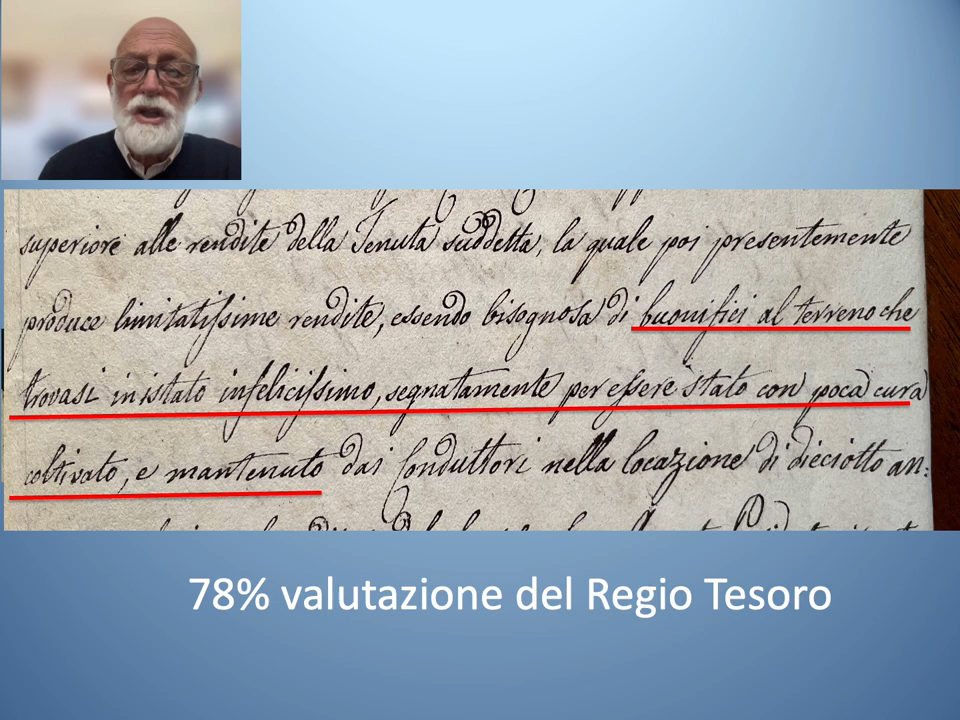 superiore alle rendite della Tenuta suddetta, la quale poi presentemente
produce limitatissime rendite, essendo bisognosa di buonifici al terreno che
trovasi in istato infelicissimo, segnatamente per essere stato con poca cura
coltivato, e mantenuto dai Conduttori nella locazione di dieciotto an:
78% valutazione del Regio Tesoro